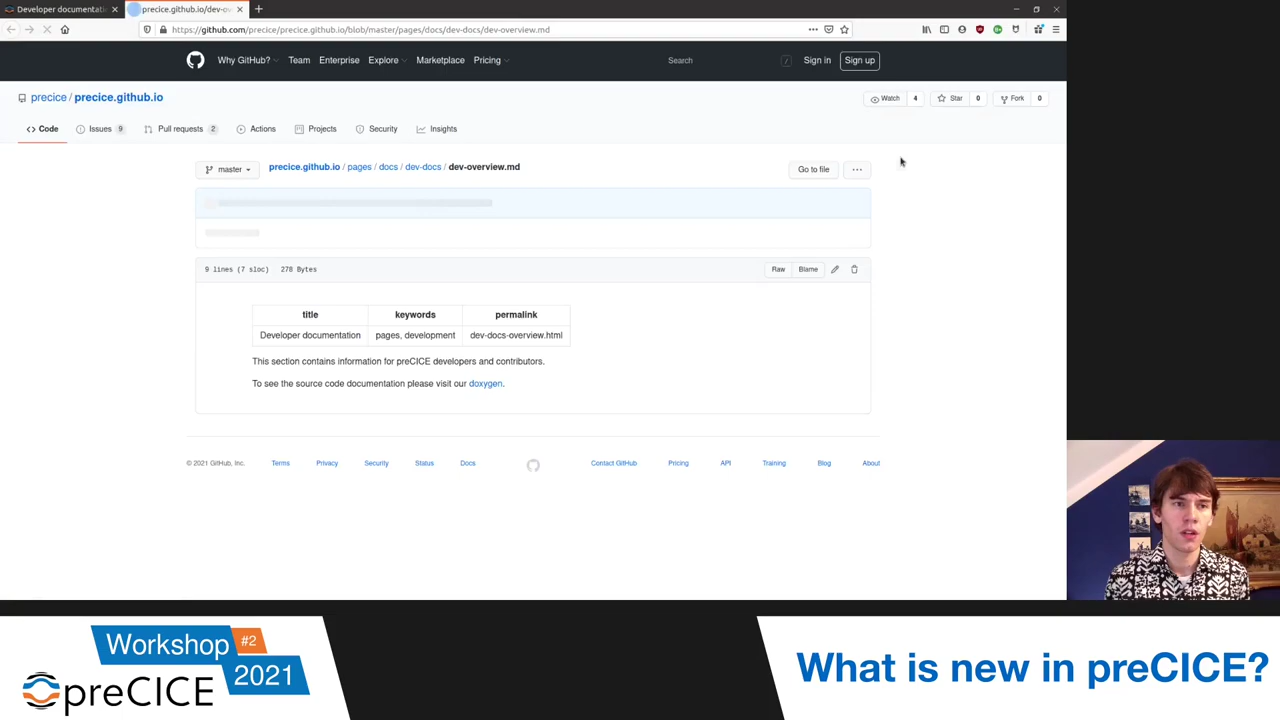 Developer documentati
precice.github.io/dev-o
https://github.com/precice/precice.github.io/blob/master/pages/docs/dev-docs/dev-overview.md
Why GitHub? Team Enterprise Explore Marketplace Pricing Search / Sign in Sign up
precice / precice.github.io
Watch 4 Star 0 Fork 0
Code Issues 9 Pull requests 2 Actions Projects Security Insights
master precice.github.io / pages / docs / dev-docs / dev-overview.md Go to file ...
9 lines (7 sloc) 278 Bytes Raw Blame
title keywords permalink
Developer documentation pages, development dev-docs-overview.html
This section contains information for preCICE developers and contributors.
To see the source code documentation please visit our doxygen.
© 2021 GitHub, Inc. Terms Privacy Security Status Docs Contact GitHub Pricing API Training Blog About
Workshop #2
2021
preCICE
What is new in preCICE?